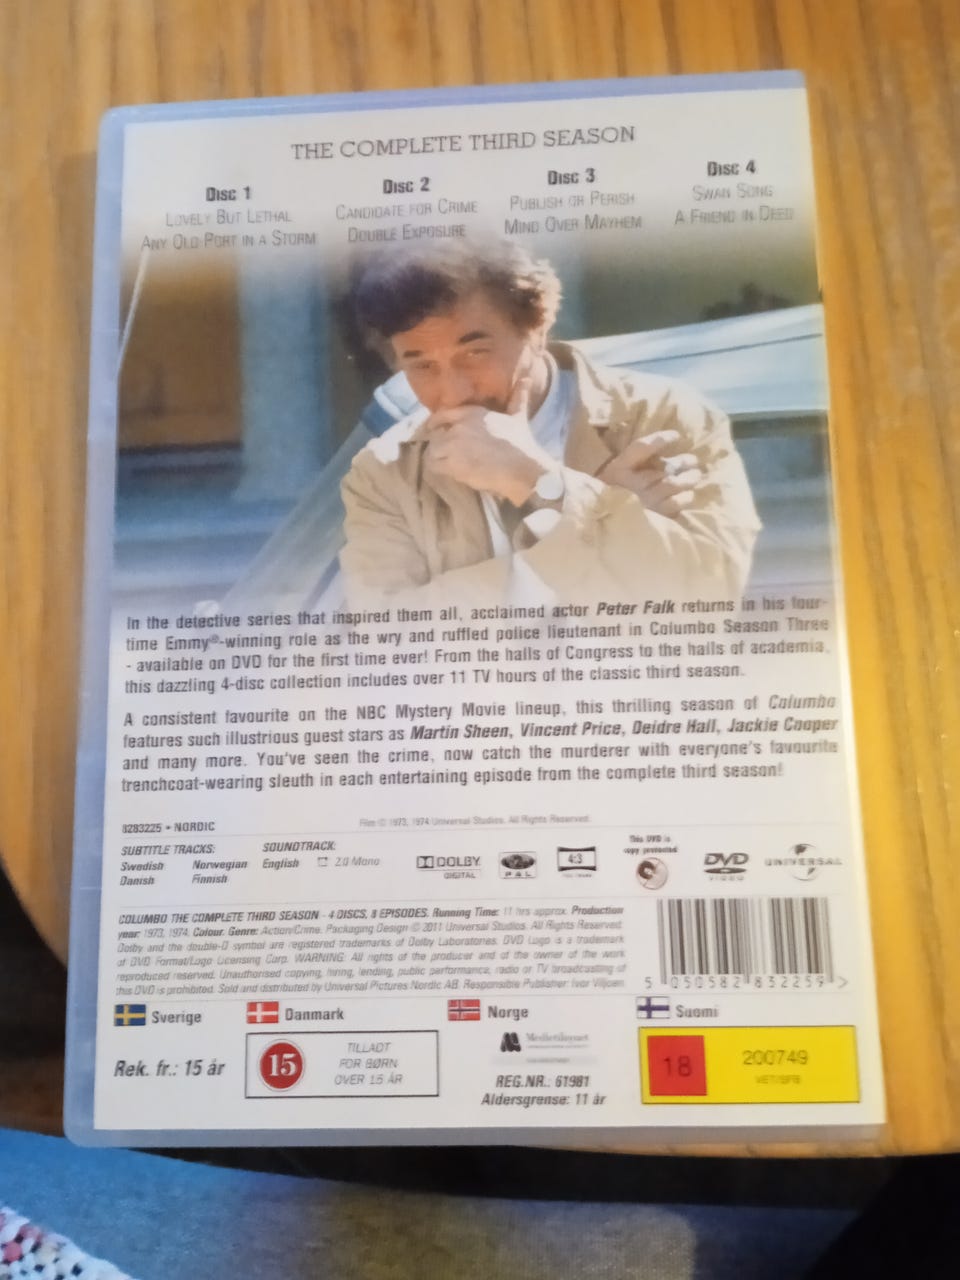 THE COMPLETE THIRD SEASON
DISC 1
LOVELY BUT LETHAL
ANY OLD PORT IN A STORM
DISC 2
CANDIDATE FOR CRIME
DOUBLE EXPOSURE
DISC 3
PUBLISH OR PERISH
MIND OVER MAYHEM
DISC 4
SWAN SONG
A FRIEND IN DEED
In the detective series that inspired them all, acclaimed actor Peter Falk returns in his four-
time Emmy®-winning role as the wry and ruffled police lieutenant in Columbo Season Three
- available on DVD for the first time ever! From the halls of Congress to the halls of academia,
this dazzling 4-disc collection includes over 11 TV hours of the classic third season.
A consistent favourite on the NBC Mystery Movie lineup, this thrilling season of Columbo
features such illustrious guest stars as Martin Sheen, Vincent Price, Deidre Hall, Jackie Cooper
and many more. You've seen the crime, now catch the murderer with everyone's favourite
trenchcoat-wearing sleuth in each entertaining episode from the complete third season!
8283225 - NORDIC
Film © 1973, 1974 Universal Studios. All Rights Reserved.
SUBTITLE TRACKS:
Swedish Norwegian
Danish Finnish
SOUNDTRACK:
English 2.0 Mono
DOLBY
DIGITAL
2
PAL
4:3
This DVD is
copy protected
DVD
VIDEO
UNIVERSAL
COLUMBO THE COMPLETE THIRD SEASON - 4 DISCS, 8 EPISODES. Running Time: 11 hrs approx. Production
year: 1973, 1974. Colour. Genre: Action/Crime. Packaging Design © 2011 Universal Studios. All Rights Reserved.
Dolby and the double-D symbol are registered trademarks of Dolby Laboratories. DVD Logo is a trademark
of DVD Format/Logo Licensing Corp. WARNING: All rights of the producer and of the owner of the work
reproduced reserved. Unauthorised copying, hiring, lending, public performance, radio or TV broadcasting of
this DVD is prohibited. Sold and distributed by Universal Pictures Nordic AB. Responsible Publisher: Ivor Viljoen.
5 050582 832259 >
Sverige
Rek. fr.: 15 år
Danmark
15
TILLADT
FOR BØRN
OVER 15 ÅR
Norge
Medietilsynet
REG.NR.: 61981
Aldersgrense: 11 år
Suomi
18
200749
VET/SFB